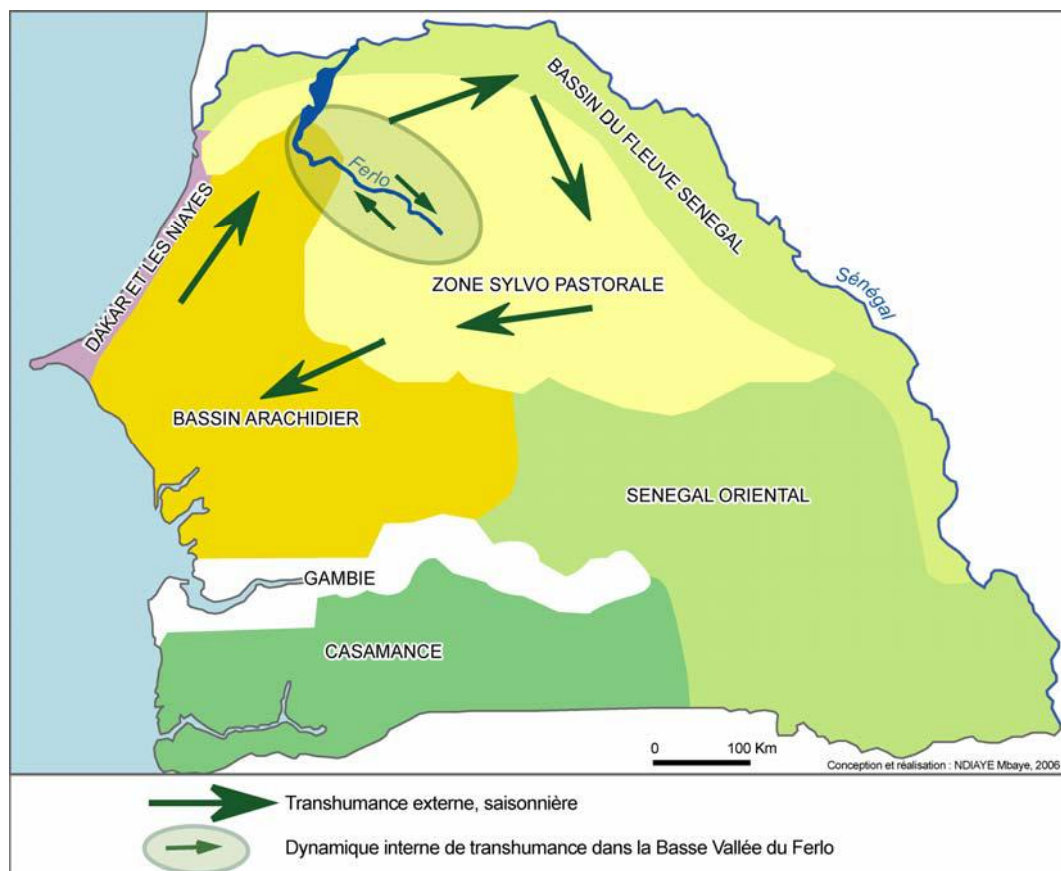 BASSIN DU FLEUVE SENEGAL
Ferlo
DAKAR ET LES NIAYES
ZONE SYLVO PASTORALE
Sénégal
BASSIN ARACHIDIER
SENEGAL ORIENTAL
GAMBIE
CASAMANCE
0 100 Km
Conception et réalisation : NDIAYE Mbaye, 2006
Transhumance externe, saisonnière
Dynamique interne de transhumance dans la Basse Vallée du Ferlo